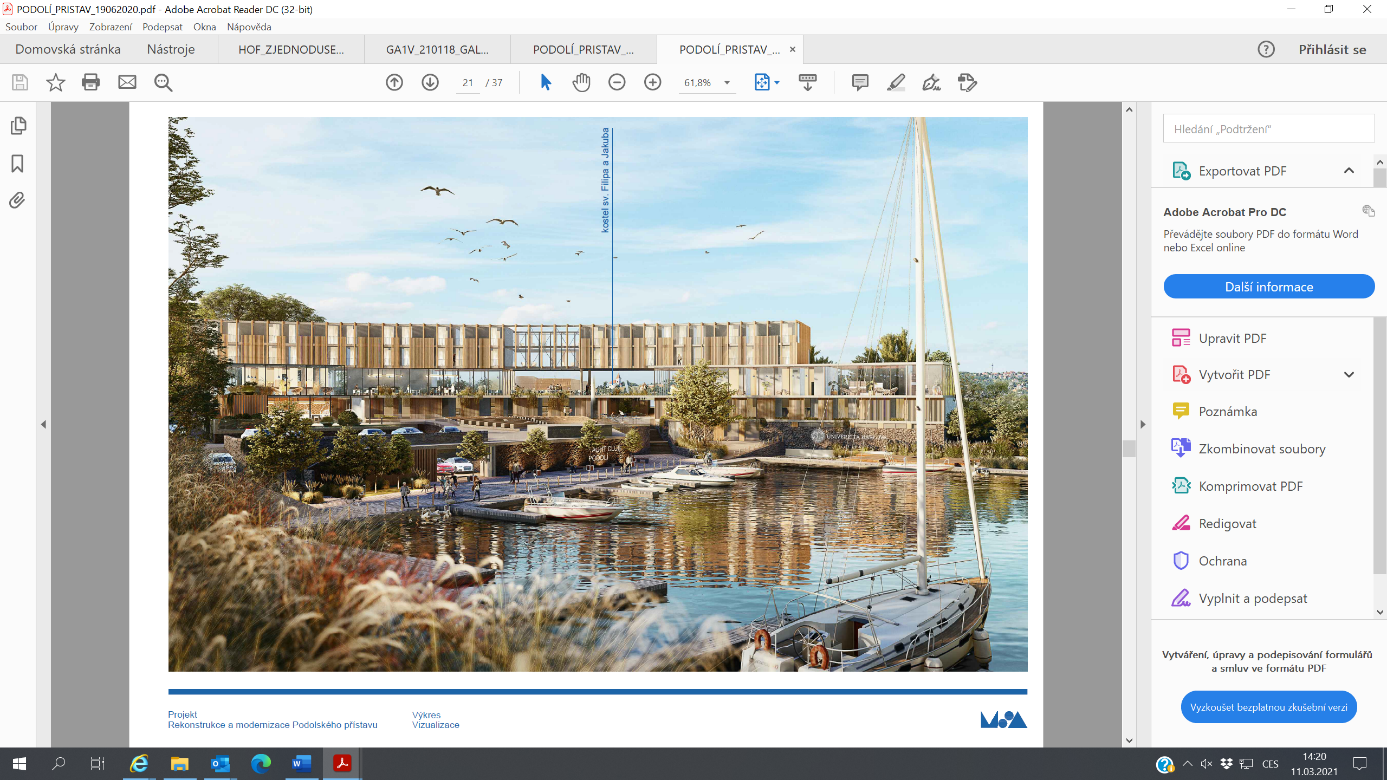 PODOLÍ_PRISTAV_19062020.pdf - Adobe Acrobat Reader DC (32-bit)
Soubor Úpravy Zobrazení Podepsat Okna Nápověda
Domovská stránka Nástroje HOF_ZJEDNODUSE... GA1V_210118_GAL... PODOLÍ_PRISTAV_... PODOLÍ_PRISTAV_... × Přihlásit se
21 / 37 61,8%
Hledání „Podtržení"
Exportovat PDF
Adobe Acrobat Pro DC
Převádějte soubory PDF do formátu Word
nebo Excel online
Další informace
Upravit PDF
Vytvořit PDF
Poznámka
Zkombinovat soubory
Komprimovat PDF
Redigovat
Ochrana
Vyplnit a podepsat
Vytváření, úpravy a podepisování formulářů
a smluv ve formátu PDF
Vyzkoušet bezplatnou zkušební verzi
kostel sv. Filipa a Jakuba
PODOLÍ
Projekt
Rekonstrukce a modernizace Podolského přístavu
Výkres
Vizualizace
CES
14:20
11.03.2021